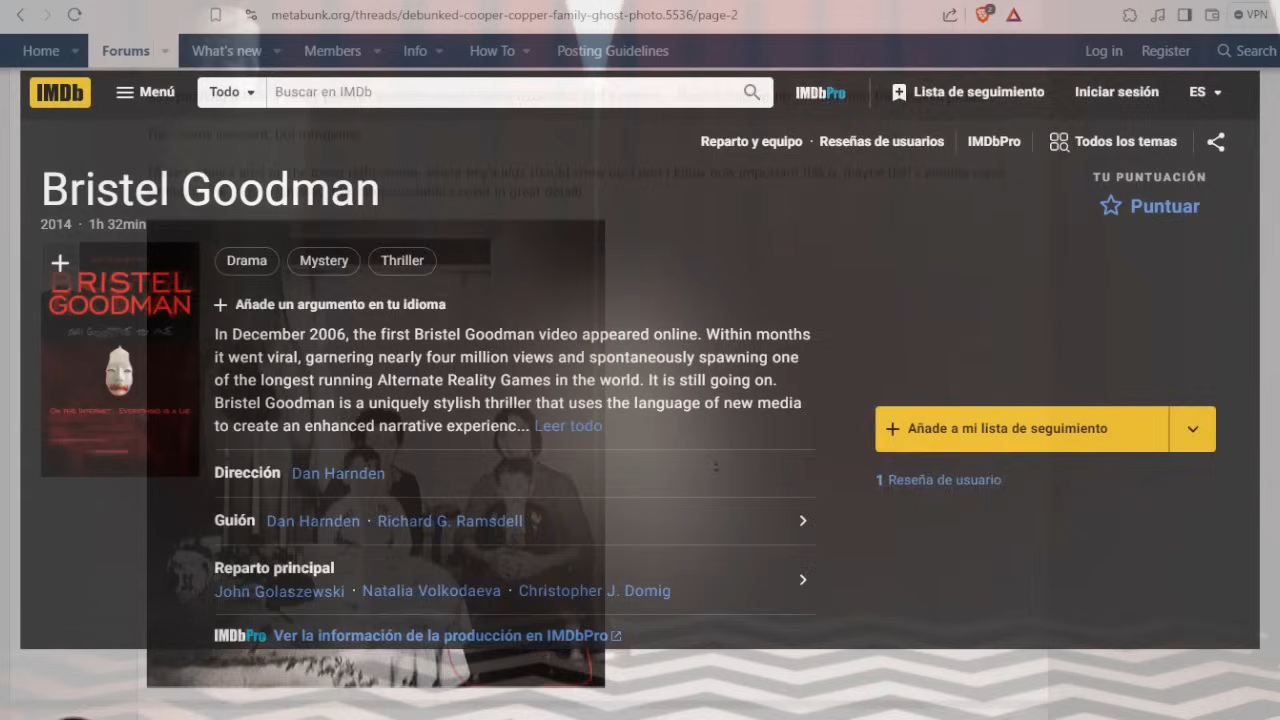 metabunk.org/threads/debunked-cooper-copper-family-ghost-photo.5536/page-2
2
VPN
Home Forums What's new Members Info How To Posting Guidelines Log in Register Search
IMDb Menú Todo Buscar en IMDb IMDbPro Lista de seguimiento Iniciar sesión ES
Reparto y equipo · Reseñas de usuarios IMDbPro Todos los temas
Bristel Goodman
2014 · 1h 32min
TU PUNTUACIÓN
Puntuar
BRISTEL
GOODMAN
ON THE INTERNET... EVERYTHING IS A LIE
Drama Mystery Thriller
+ Añade un argumento en tu idioma
In December 2006, the first Bristel Goodman video appeared online. Within months
it went viral, garnering nearly four million views and spontaneously spawning one
of the longest running Alternate Reality Games in the world. It is still going on.
Bristel Goodman is a uniquely stylish thriller that uses the language of new media
to create an enhanced narrative experienc... Leer todo
+ Añade a mi lista de seguimiento
1 Reseña de usuario
Dirección Dan Harnden
Guión Dan Harnden · Richard G. Ramsdell
Reparto principal
John Golaszewski · Natalia Volkodaeva · Christopher J. Domig
IMDbPro Ver la información de la producción en IMDbPro